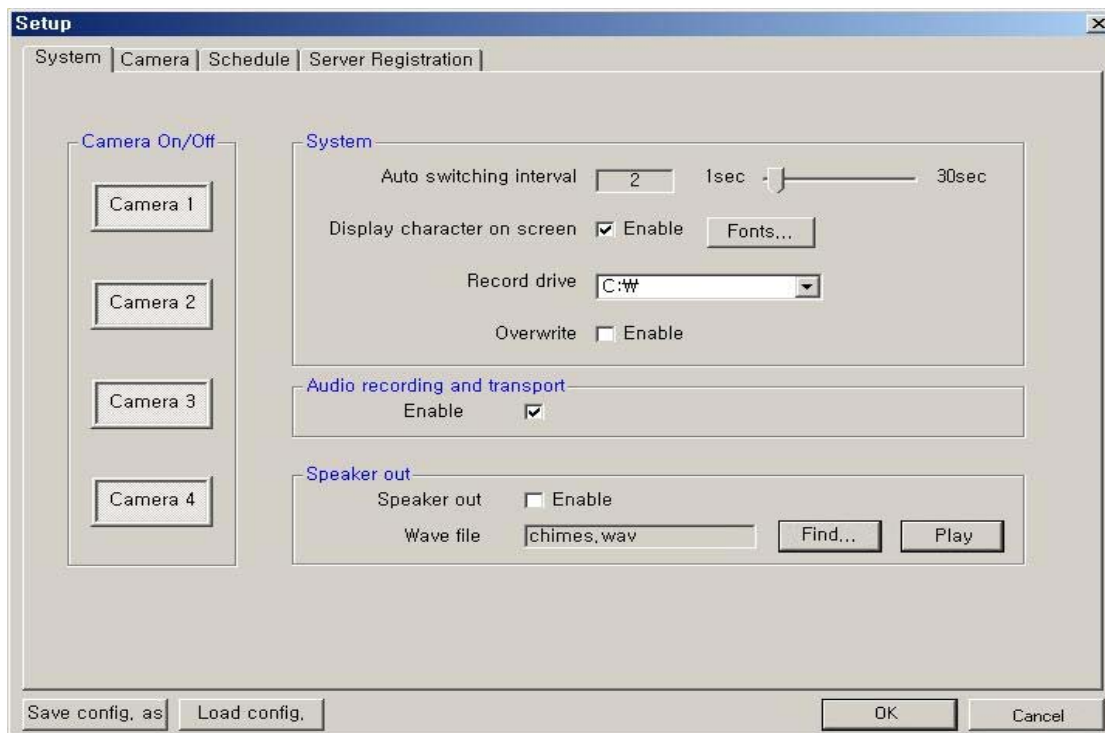 Setup
System Camera Schedule Server Registration
Camera On/Off
Camera 1
Camera 2
Camera 3
Camera 4
System
Auto switching interval 2 1sec 30sec
Display character on screen Enable Fonts...
Record drive C:₩
Overwrite Enable
Audio recording and transport
Enable
Speaker out
Speaker out Enable
Wave file chimes.wav Find... Play
Save config. as Load config. OK Cancel